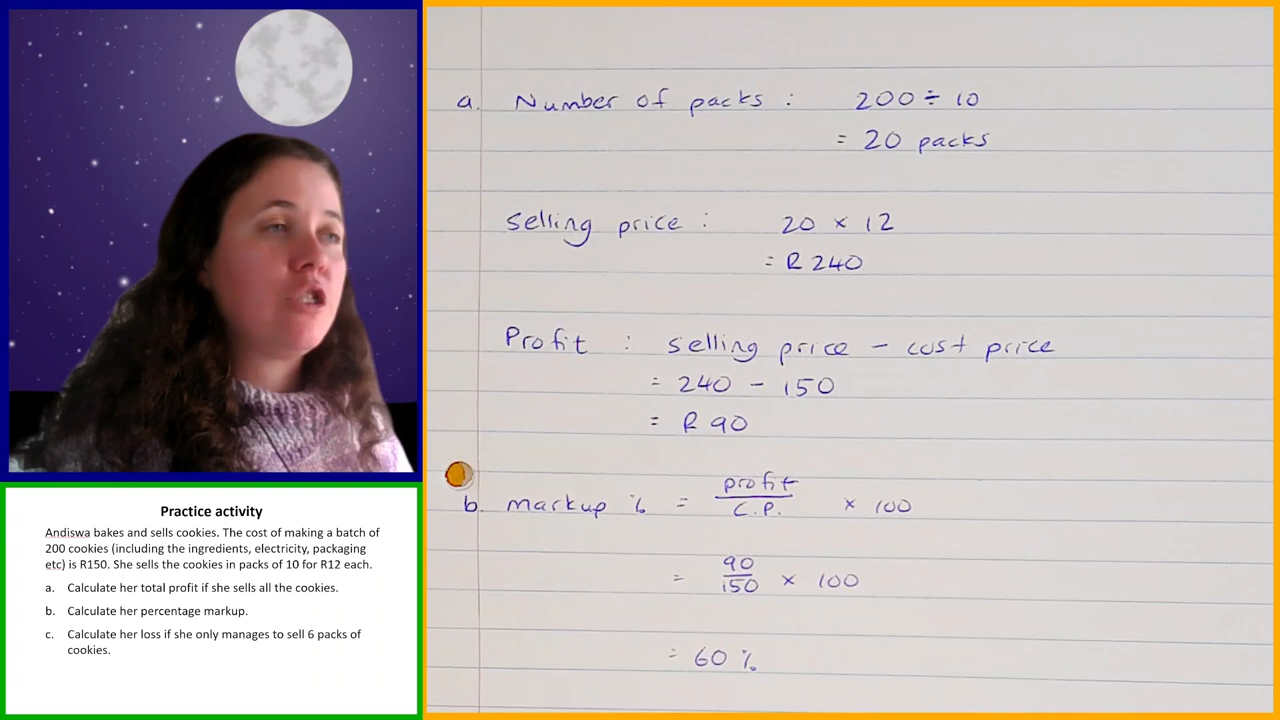 a. Number of packs : 200 ÷ 10
= 20 packs
Selling price : 20 × 12
= R 240
Profit : selling price − cost price
= 240 − 150
= R 90
b. markup % = profit/C.P. × 100
= 90/150 × 100
= 60 %
Practice activity
Andiswa bakes and sells cookies. The cost of making a batch of
200 cookies (including the ingredients, electricity, packaging
etc) is R150. She sells the cookies in packs of 10 for R12 each.
a. Calculate her total profit if she sells all the cookies.
b. Calculate her percentage markup.
c. Calculate her loss if she only manages to sell 6 packs of
cookies.